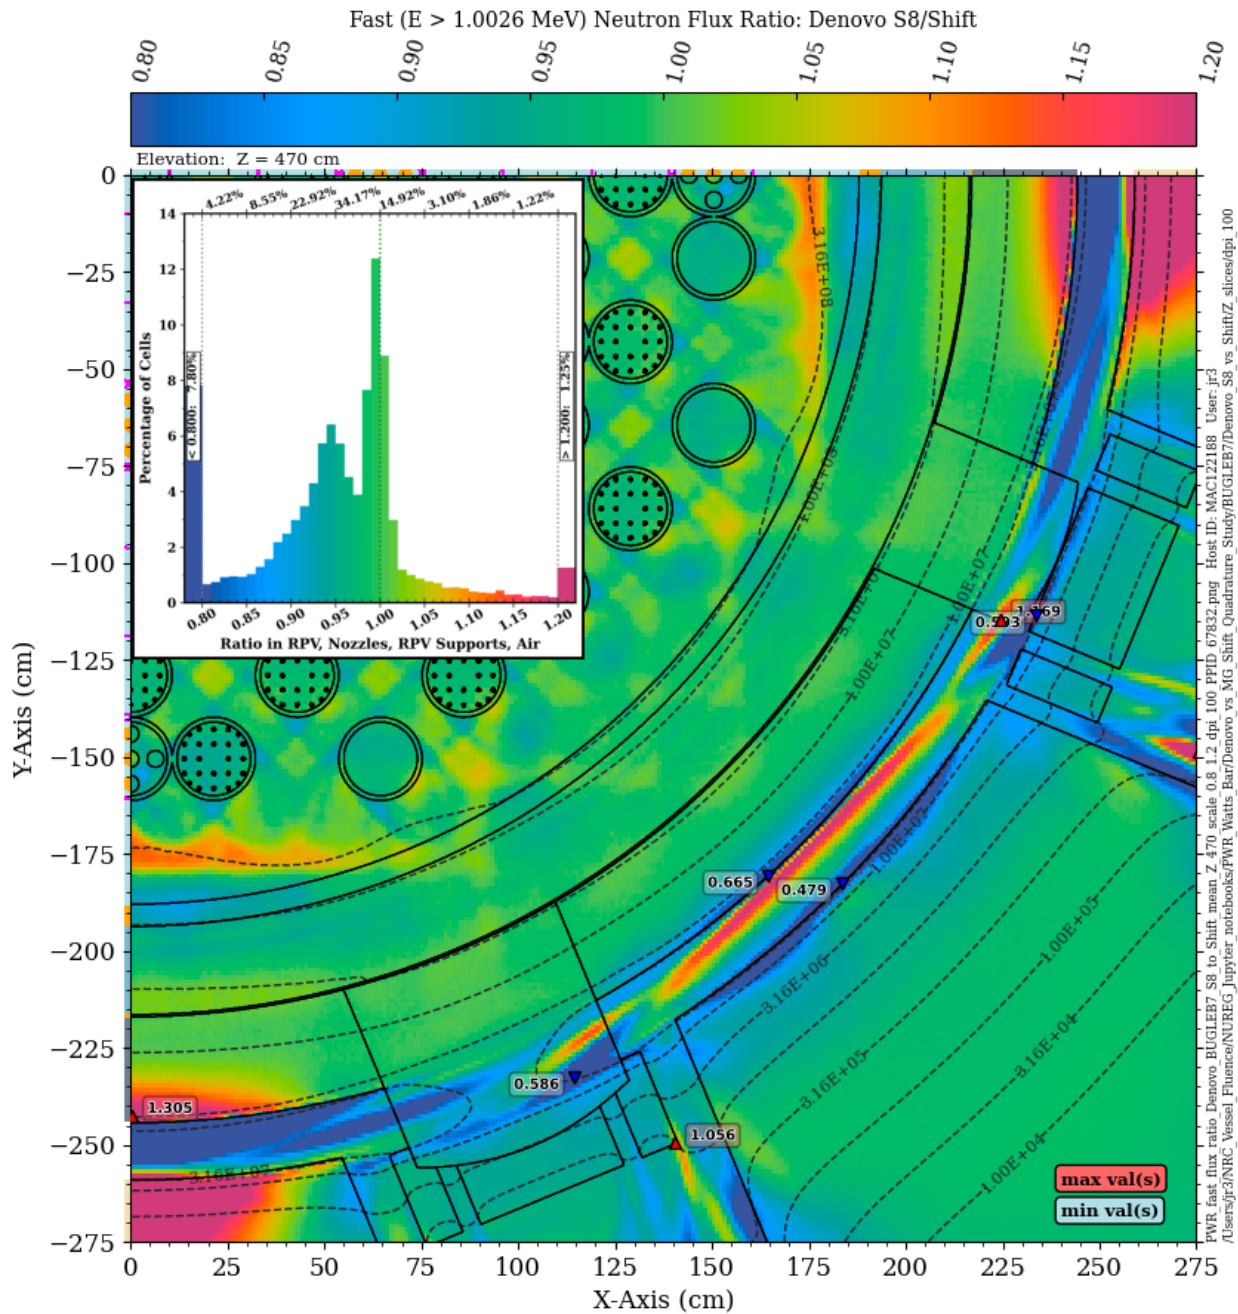 Fast (E > 1.0026 MeV) Neutron Flux Ratio: Denovo S8/Shift
0.80 0.85 0.90 0.95 1.00 1.05 1.10 1.15 1.20
Elevation: Z = 470 cm
4.22% 8.55% 22.92% 34.17% 14.92% 3.10% 1.86% 1.22%
14
12
10
8
6
4
2
0
Percentage of Cells
< 0.800: 7.80%
> 1.200: 1.25%
0.80 0.85 0.90 0.95 1.00 1.05 1.10 1.15 1.20
Ratio in RPV, Nozzles, RPV Supports, Air
0
−25
−50
−75
−100
−125
−150
−175
−200
−225
−250
−275
Y-Axis (cm)
3.16E+08
1.00E+08
1.00E+07
1.00E+07
0.665
0.479
1.00E+07
1.00E+05
3.16E+06
3.16E+04
3.16E+05
0.586
1.305
1.056
3.16E+07
1.00E+04
max val(s)
min val(s)
0 25 50 75 100 125 150 175 200 225 250 275
X-Axis (cm)
PWR_fast_flux_ratio_Denovo_BUGLEB7_S8_to_Shift_mean_Z_470_scale_0.8_1.2_dpi_100_PPID_67832.png Host ID: MAC122188 User: jr3
/Users/jr3/NRC_Vessel_Fluence/NUREG_Jupyter_notebooks/PWR_Watts_Bar/Denovo_vs_MG_Shift_Quadrature_Study/BUGLEB7/Denovo_S8_vs_Shift/Z_slices/dpi_100